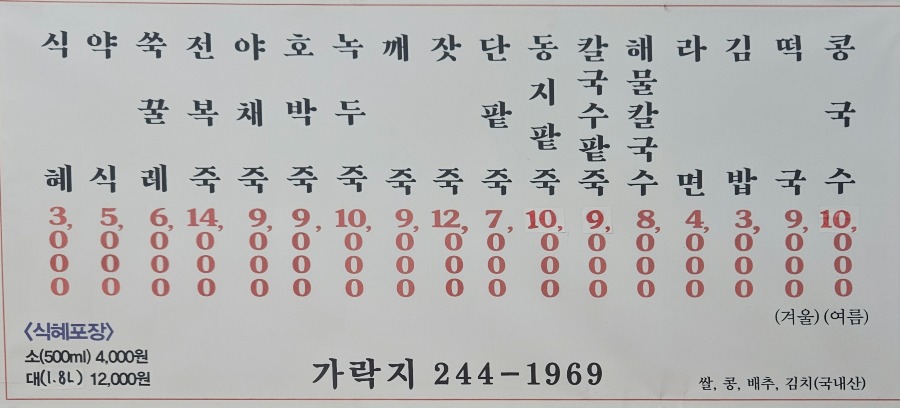 식혜 3,000
약식 5,000
쑥꿀레 6,000
전복죽 14,000
야채죽 9,000
호박죽 9,000
녹두죽 10,000
깨죽 9,000
잣죽 12,000
단팥죽 7,000
동지팥죽 10,000
칼국수팥죽 9,000
해물칼국수 8,000
라면 4,000
김밥 3,000
떡국 9,000
콩국수 10,000
(겨울) (여름)
〈식혜포장〉
소(500ml) 4,000원
대(1.8L) 12,000원
가락지 244-1969
쌀, 콩, 배추, 김치(국내산)